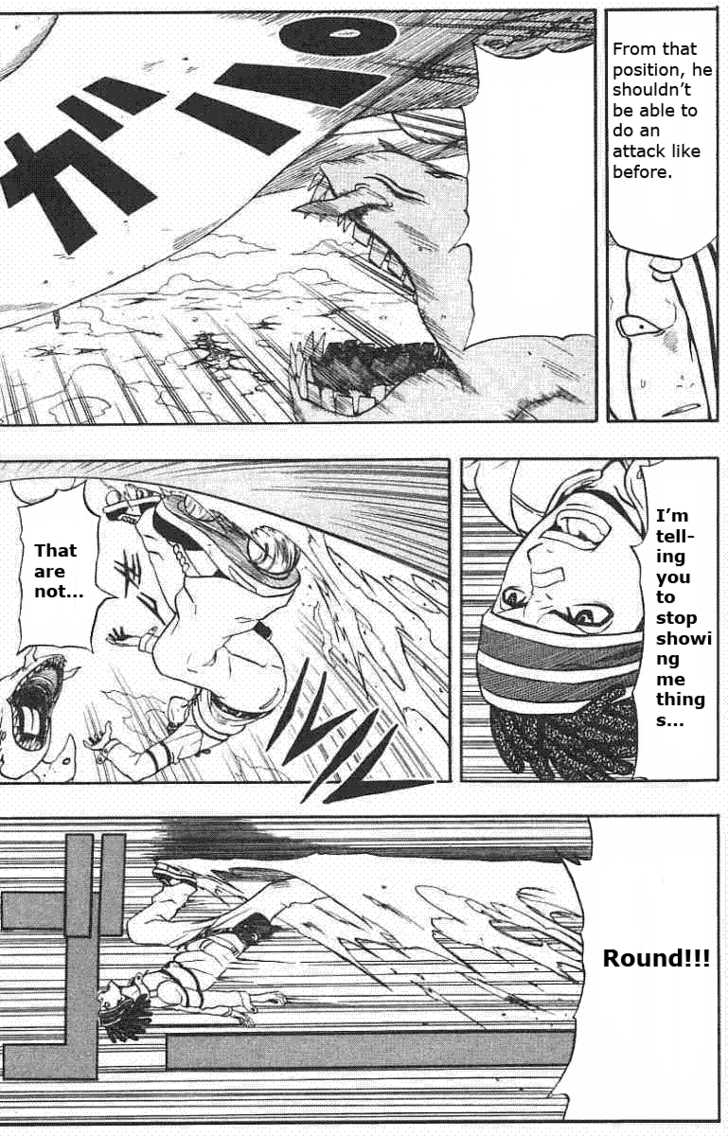 From that
position, he
shouldn't
be able to
do an
attack like
before.
ガパ
I'm
tell-
ing
you
to
stop
showi
ng
me
thing
s...
That
are
not...
Round!!!